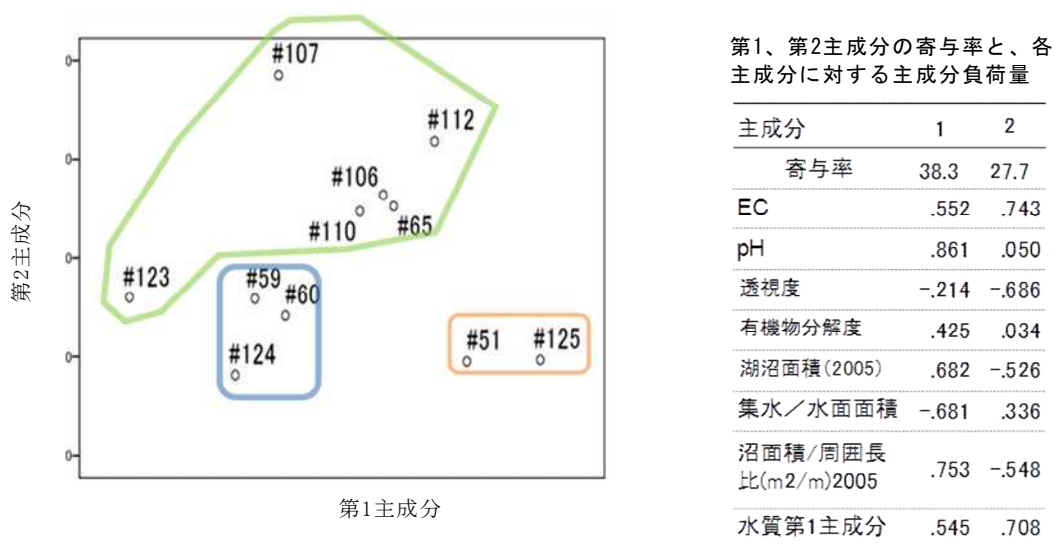 #107
#112
#106
#110
#65
#123
#59
#60
#124
#51
#125
0
0
0
0
0
第2主成分
第1主成分
第1、第2主成分の寄与率と、各
主成分に対する主成分負荷量
主成分 1 2
寄与率 38.3 27.7
EC .552 .743
pH .861 .050
透視度 -.214 -.686
有機物分解度 .425 .034
湖沼面積(2005) .682 -.526
集水／水面面積 -.681 .336
沼面積/周囲長
比(m2/m)2005 .753 -.548
水質第1主成分 .545 .708